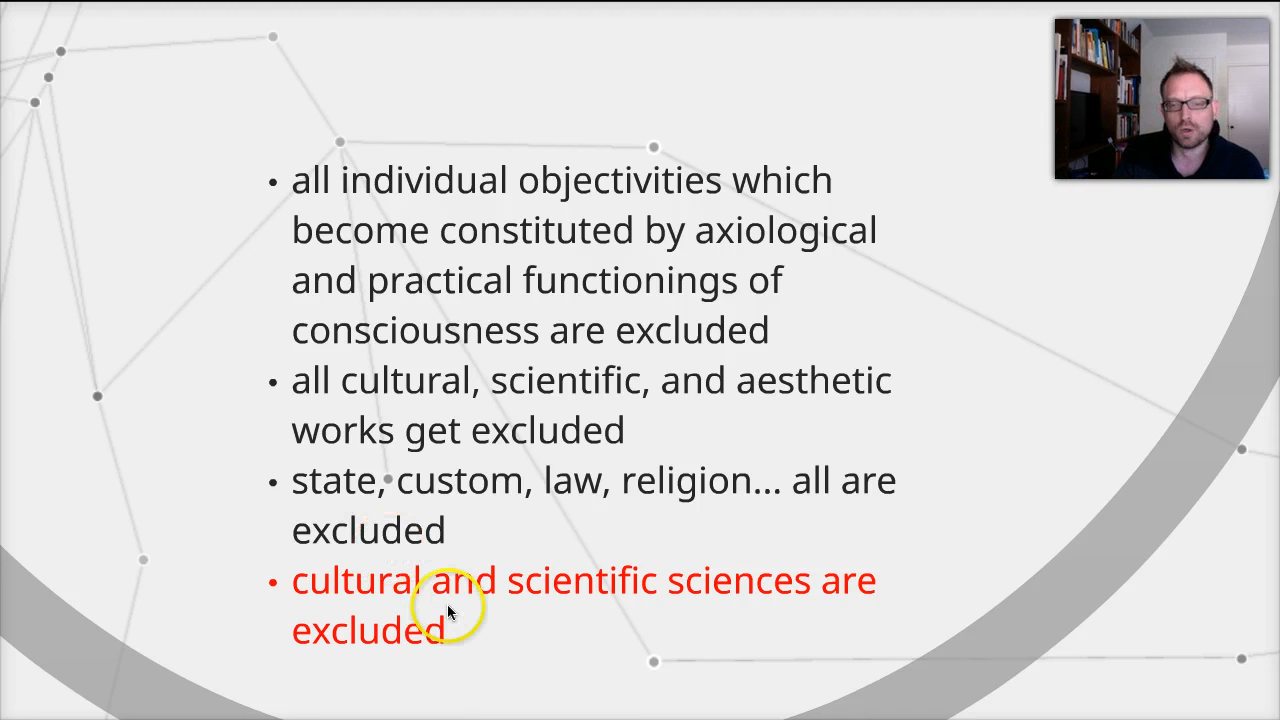 • all individual objectivities which
become constituted by axiological
and practical functionings of
consciousness are excluded
• all cultural, scientific, and aesthetic
works get excluded
• state, custom, law, religion... all are
excluded
• cultural and scientific sciences are
excluded